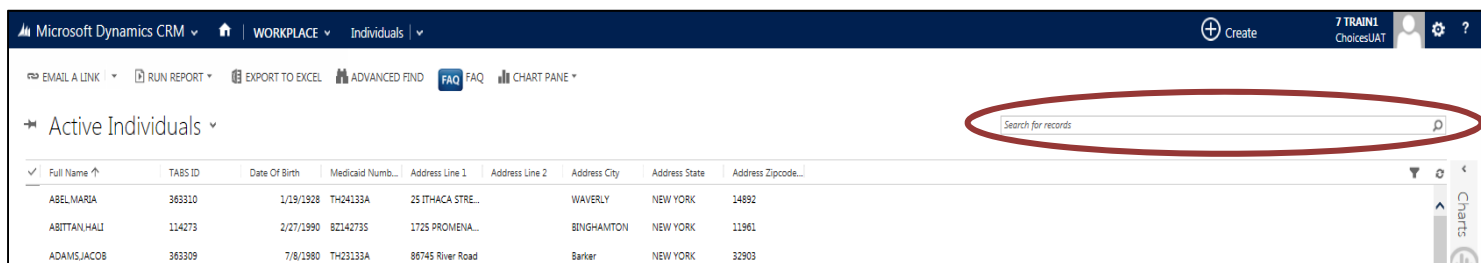 Microsoft Dynamics CRM WORKPLACE Individuals Create 7 TRAIN1 ?
ChoicesUAT
EMAIL A LINK RUN REPORT EXPORT TO EXCEL ADVANCED FIND FAQ FAQ CHART PANE
Active Individuals Search for records
Full Name TABS ID Date Of Birth Medicaid Numb... Address Line 1 Address Line 2 Address City Address State Address Zipcode...
ABEL,MARIA 363310 1/19/1928 TH24133A 25 ITHACA STRE... WAVERLY NEW YORK 14892
ABITTAN,HALI 114273 2/27/1990 BZ14273S 1725 PROMENA... BINGHAMTON NEW YORK 11961
ADAMS,JACOB 363309 7/8/1980 TH23133A 86745 River Road Barker NEW YORK 32903
Charts